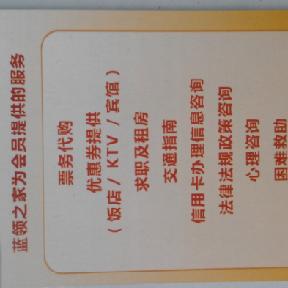 蓝领之家为会员提供的服务
票务代购
优惠券提供
（饭店/KTV/宾馆）
求职及租房
交通指南
信用卡办理信息咨询
法律法规政策咨询
心理咨询
困难救助